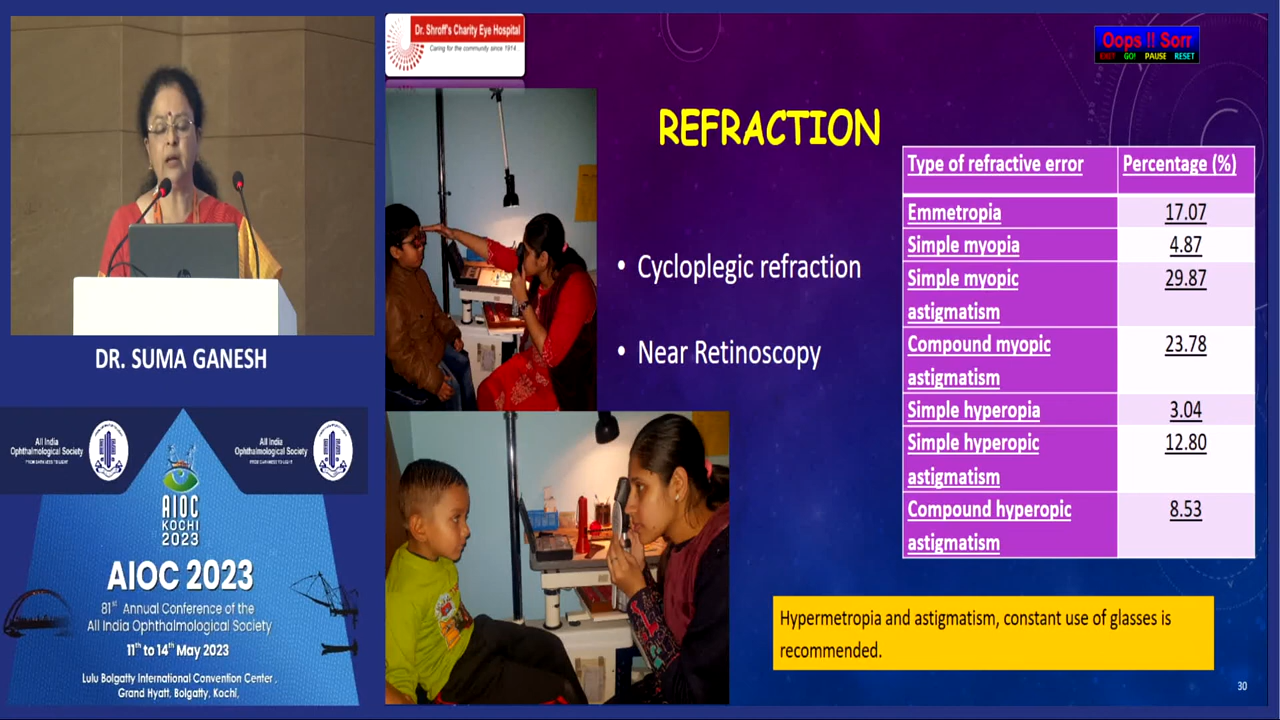 Dr. Shroff's Charity Eye Hospital
Caring for the community since 1914
Oops !! Sorr
EXIT GO! PAUSE RESET
REFRACTION
• Cycloplegic refraction
• Near Retinoscopy
Type of refractive error Percentage (%)
Emmetropia 17.07
Simple myopia 4.87
Simple myopic 29.87
astigmatism
Compound myopic 23.78
astigmatism
Simple hyperopia 3.04
Simple hyperopic 12.80
astigmatism
Compound hyperopic 8.53
astigmatism
Hypermetropia and astigmatism, constant use of glasses is
recommended.
30
DR. SUMA GANESH
All India
Ophthalmological Society
All India
Ophthalmological Society
AIOC
KOCHI
2023
AIOC 2023
81st Annual Conference of the
All India Ophthalmological Society
11th to 14th May 2023
Lulu Bolgatty International Convention Center ,
Grand Hyatt, Bolgatty, Kochi,